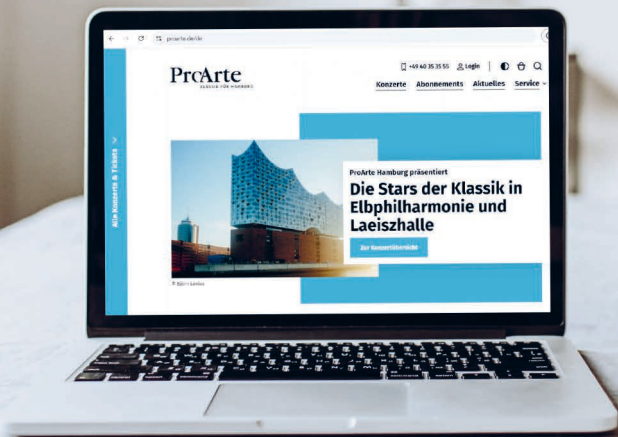 proarte.de/de
ProArte
KLASSIK FÜR HAMBURG
+49 40 35 35 55
Login
Konzerte Abonnements Aktuelles Service
Alle Konzerte & Tickets
ProArte Hamburg präsentiert
Die Stars der Klassik in
Elbphilharmonie und
Laeiszhalle
Zur Konzertübersicht